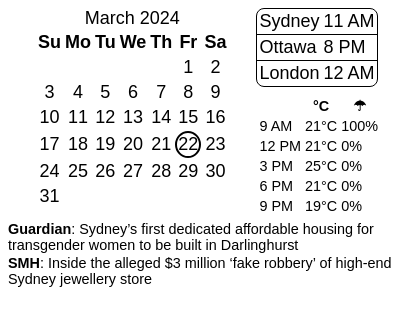 March 2024
Su Mo Tu We Th Fr Sa
1 2
3 4 5 6 7 8 9
10 11 12 13 14 15 16
17 18 19 20 21 22 23
24 25 26 27 28 29 30
31
Sydney 11 AM
Ottawa 8 PM
London 12 AM
°C ☂
9 AM 21°C 100%
12 PM 21°C 0%
3 PM 25°C 0%
6 PM 21°C 0%
9 PM 19°C 0%
Guardian: Sydney’s first dedicated affordable housing for
transgender women to be built in Darlinghurst
SMH: Inside the alleged $3 million ‘fake robbery’ of high-end
Sydney jewellery store